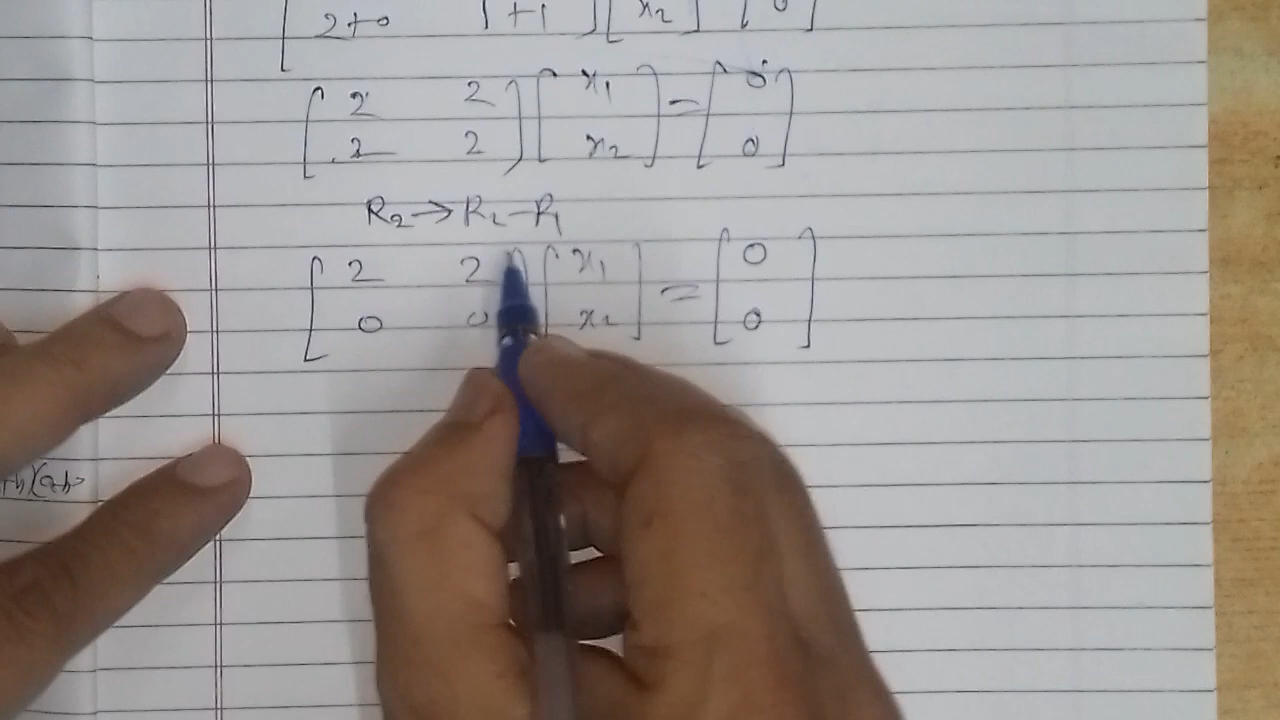 [ 2+0 1+1 ] [ x₂ ] [ 0 ]
[ 2 2 ] [ x₁ ] = [ 0 ]
[ 2 2 ] [ x₂ ] [ 0 ]
R₂ → R₂ - R₁
[ 2 2 ] [ x₁ ] = [ 0 ]
[ 0 0 ] [ x₂ ] [ 0 ]